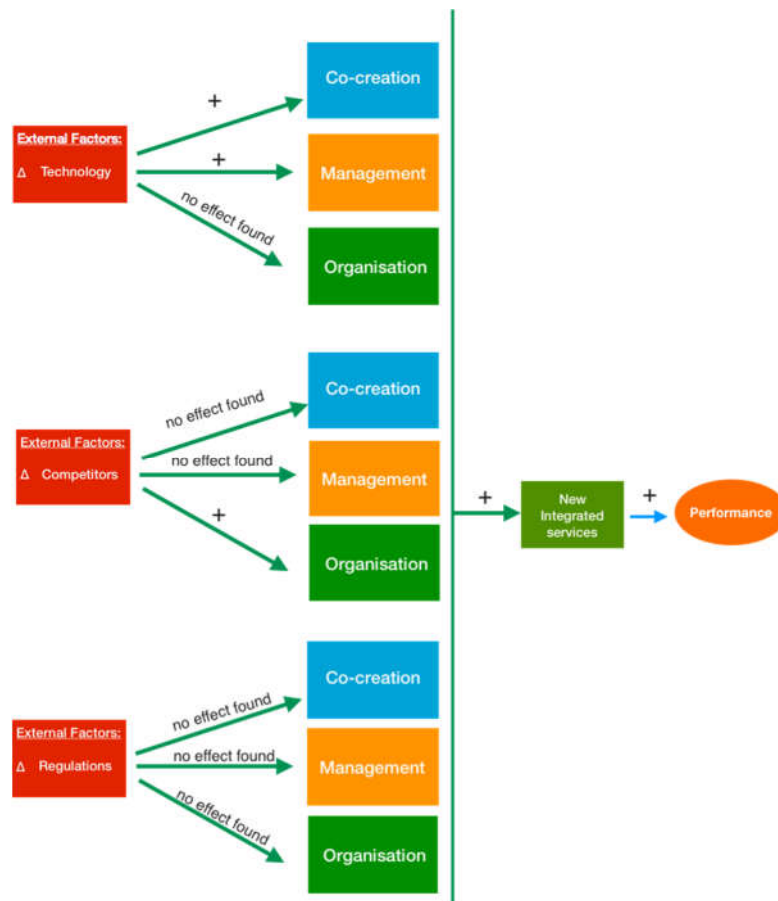 Co-creation
+
External Factors:
Δ Technology
+
Management
no effect found
Organisation
Co-creation
no effect found
External Factors:
Δ Competitors
no effect found
Management
+
Organisation
+
New
Integrated
services
+
Performance
Co-creation
no effect found
External Factors:
Δ Regulations
no effect found
Management
no effect found
Organisation